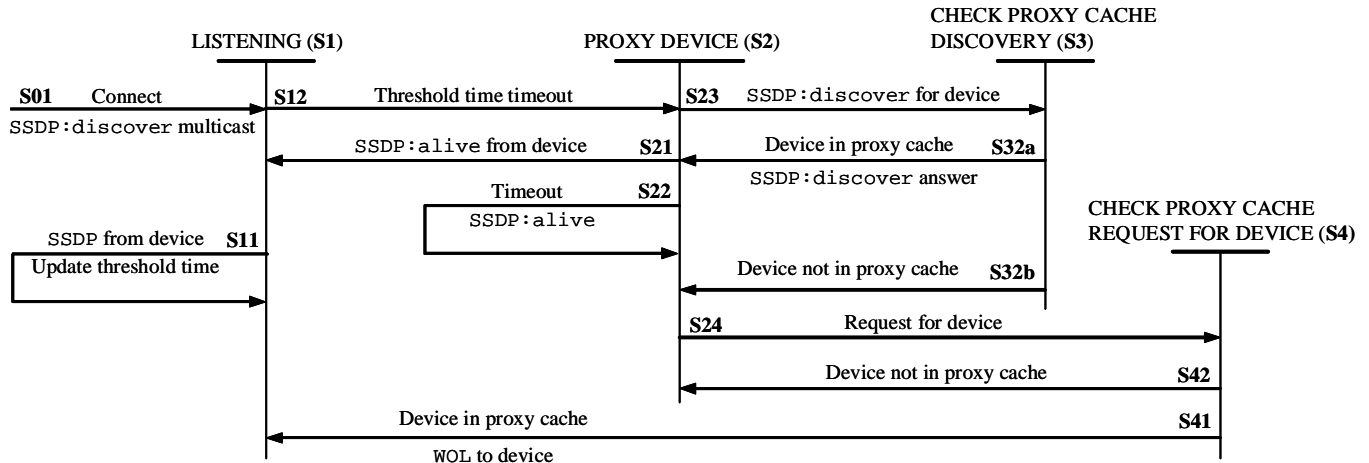 CHECK PROXY CACHE
LISTENING (S1) PROXY DEVICE (S2) DISCOVERY (S3)
S01 Connect S12 Threshold time timeout S23 SSDP:discover for device
SSDP:discover multicast
SSDP:alive from device S21 Device in proxy cache S32a
Timeout S22 SSDP:discover answer
SSDP:alive
CHECK PROXY CACHE
REQUEST FOR DEVICE (S4)
SSDP from device S11
Update threshold time
Device not in proxy cache S32b
S24 Request for device
Device not in proxy cache S42
Device in proxy cache S41
WOL to device